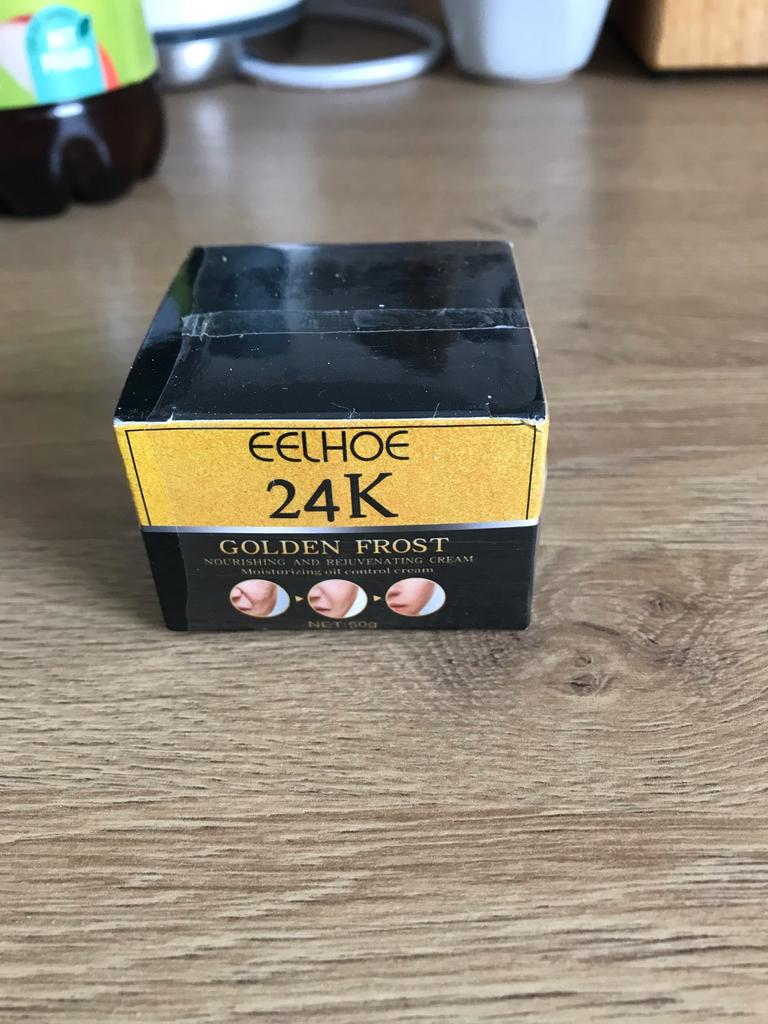 EELHOE
24K
GOLDEN FROST
NOURISHING AND REJUVENATING CREAM
Moisturizing oil control cream
NET:50g